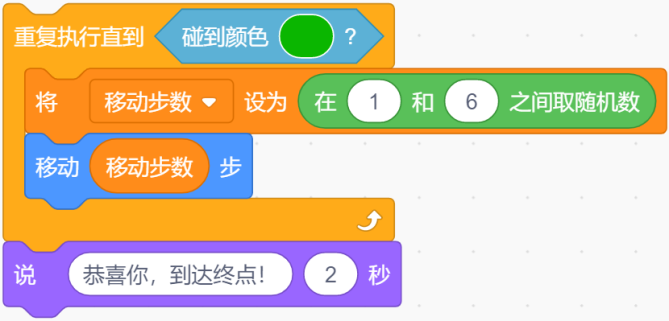 重复执行直到 碰到颜色 ?
将 移动步数 设为 在 1 和 6 之间取随机数
移动 移动步数 步
说 恭喜你，到达终点！ 2 秒